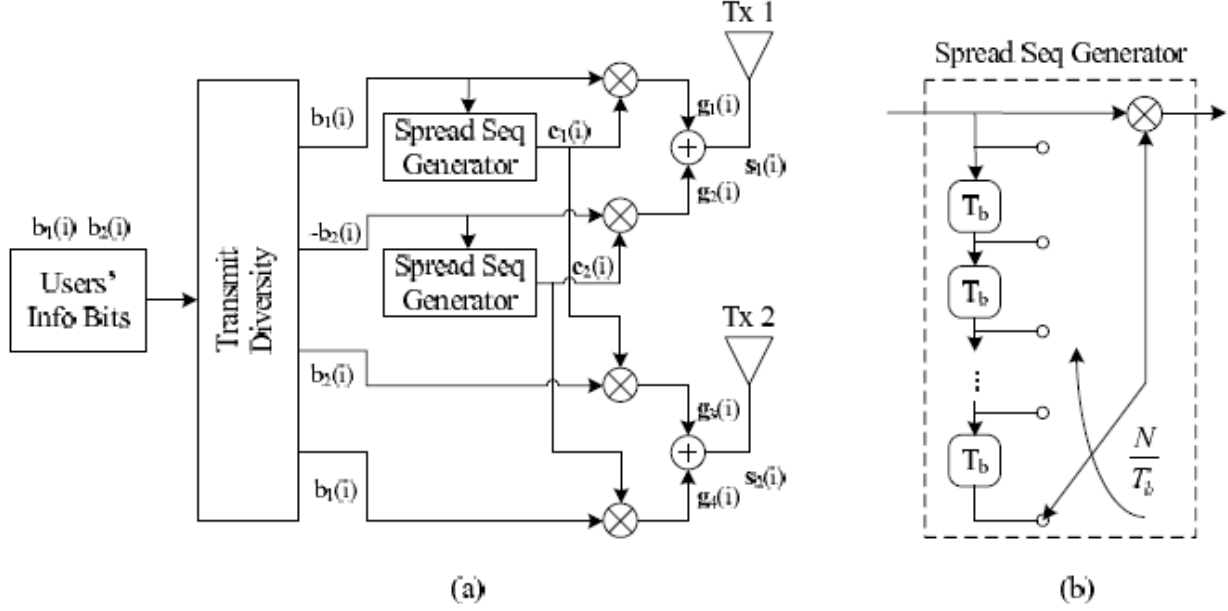 Tx 1
b₁(i)
Spread Seq
Generator
c₁(i)
g₁(i)
s₁(i)
g₂(i)
b₁(i) b₂(i)
Users'
Info Bits
Transmit
Diversity
-b₂(i)
Spread Seq
Generator
c₂(i)
Tx 2
b₂(i)
g₃(i)
s₂(i)
g₄(i)
b₁(i)
(a)
Spread Seq Generator
T_b
T_b
...
T_b
N
T_b
(b)